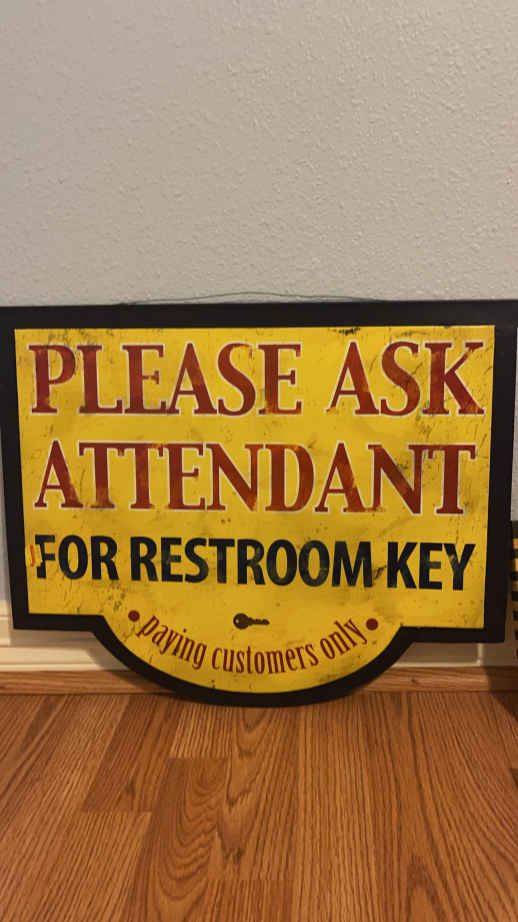 PLEASE ASK
ATTENDANT
FOR RESTROOM KEY
paying customers only